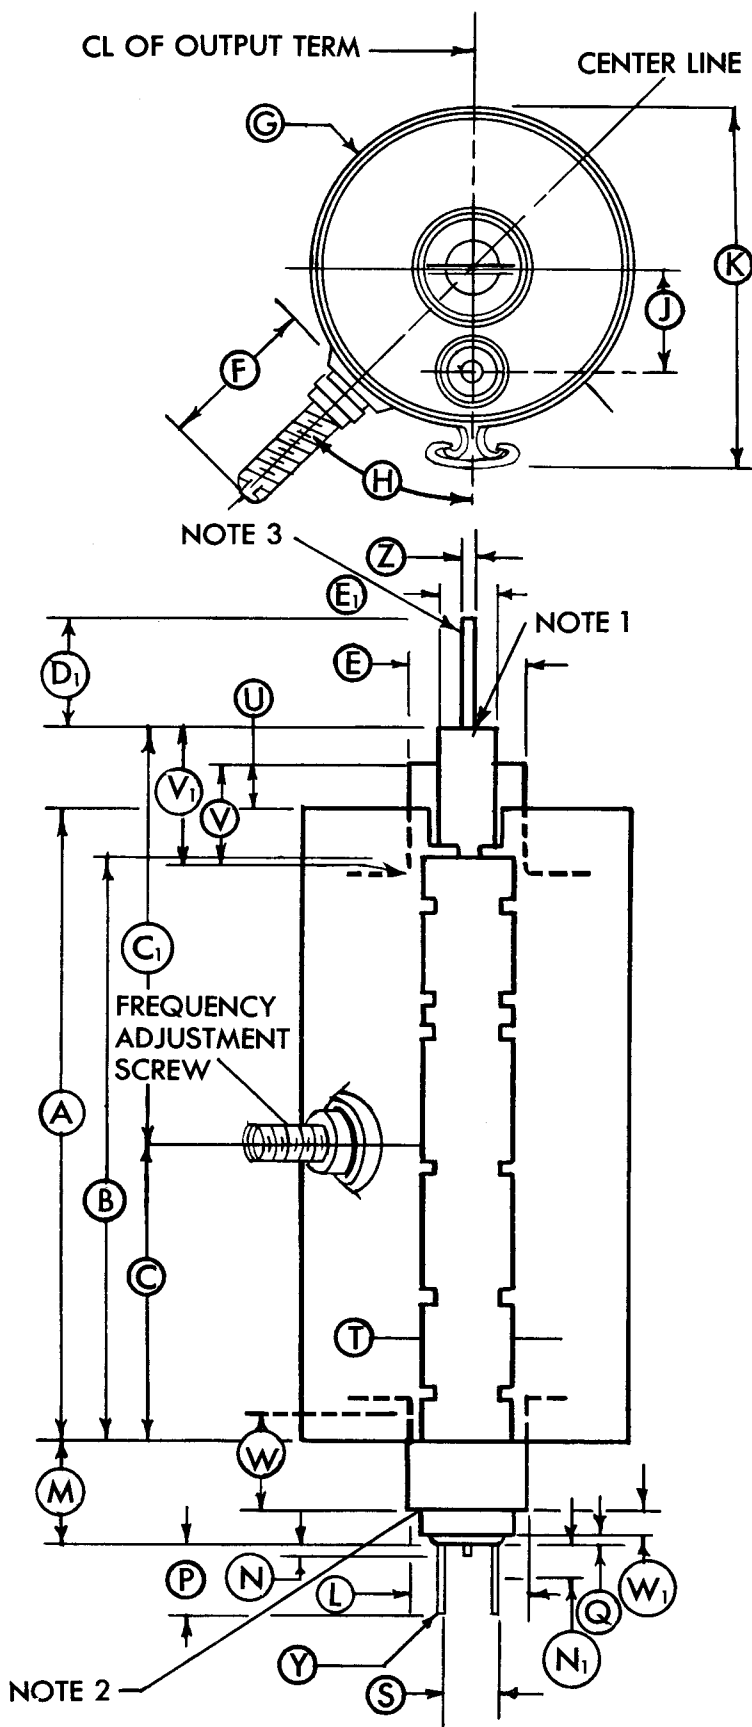 CL OF OUTPUT TERM
CENTER LINE
G
K
J
F
H
NOTE 3
Z
E₁
NOTE 1
D₁
E
U
V₁
V
C₁
FREQUENCY
ADJUSTMENT
SCREW
A
B
C
T
W
M
P
N
L
Q
W₁
Y
N₁
S
NOTE 2